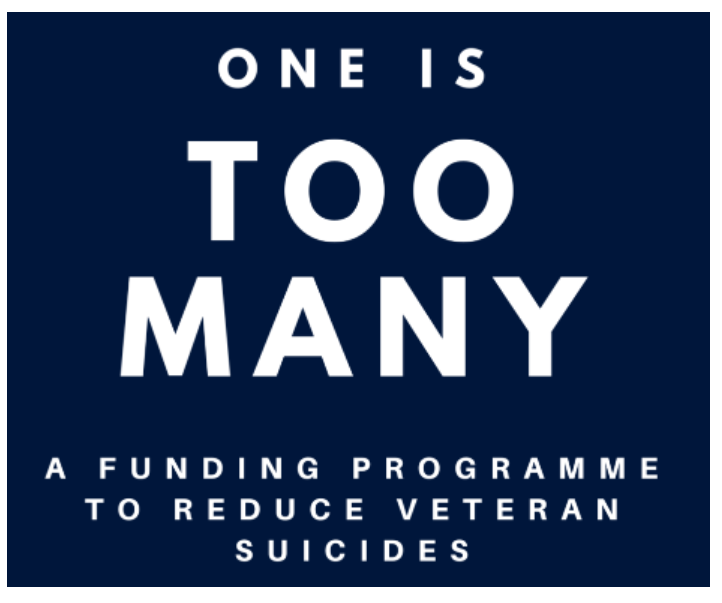 ONE IS
TOO
MANY
A FUNDING PROGRAMME
TO REDUCE VETERAN
SUICIDES